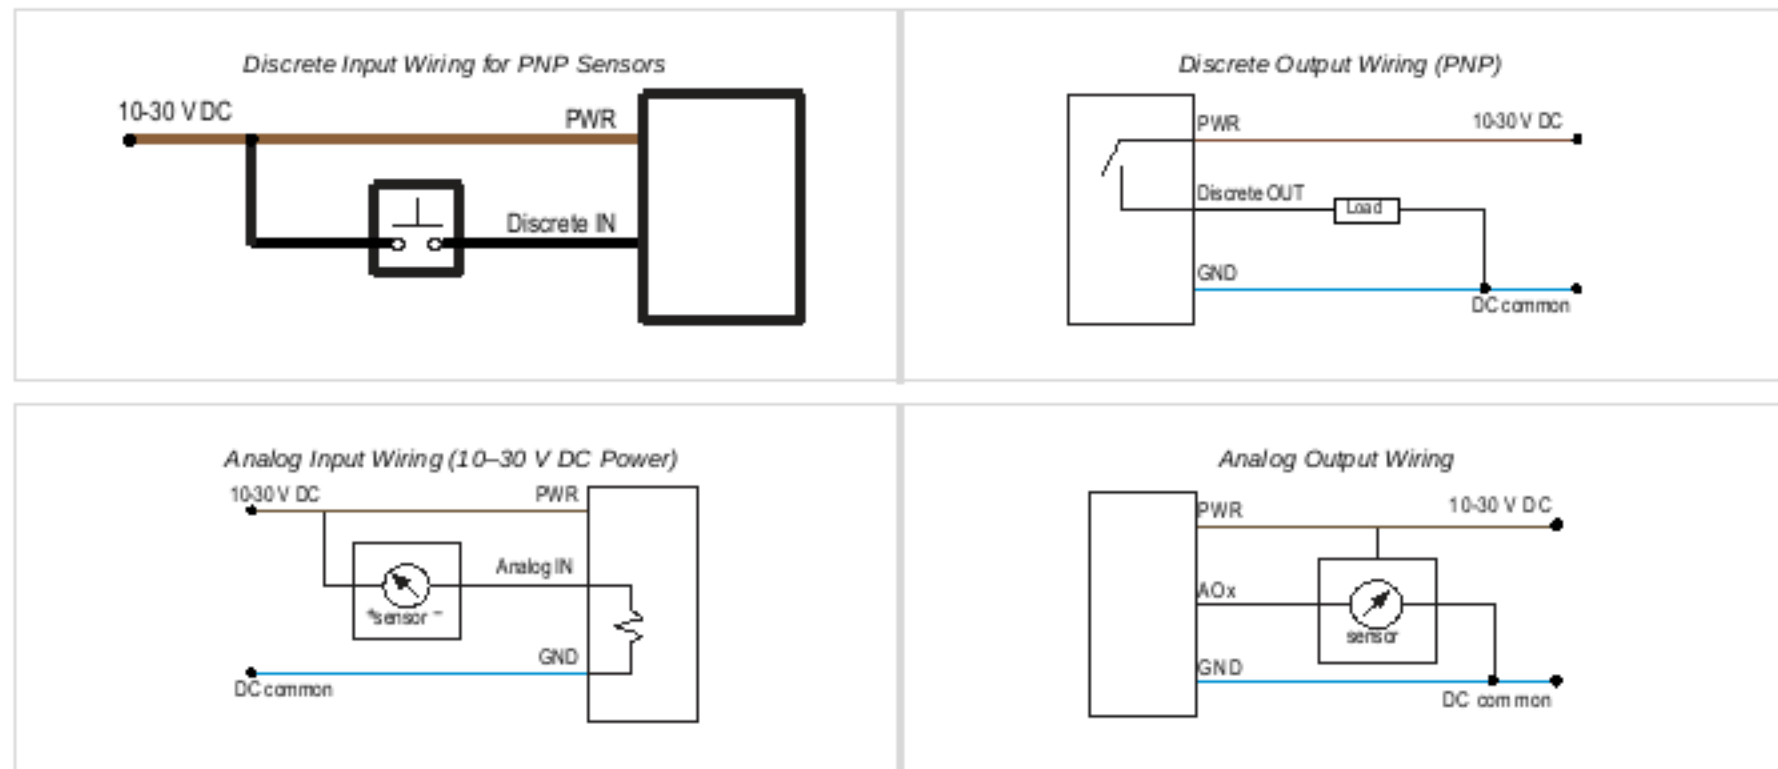 Discrete Input Wiring for PNP Sensors
10-30 V DC
PWR
Discrete IN
Discrete Output Wiring (PNP)
PWR
10-30 V DC
Discrete OUT
Load
GND
DC common
Analog Input Wiring (10–30 V DC Power)
10-30 V DC
PWR
Analog IN
+sensor –
GND
DC common
Analog Output Wiring
PWR
10-30 V DC
AOx
sensor
GND
DC common